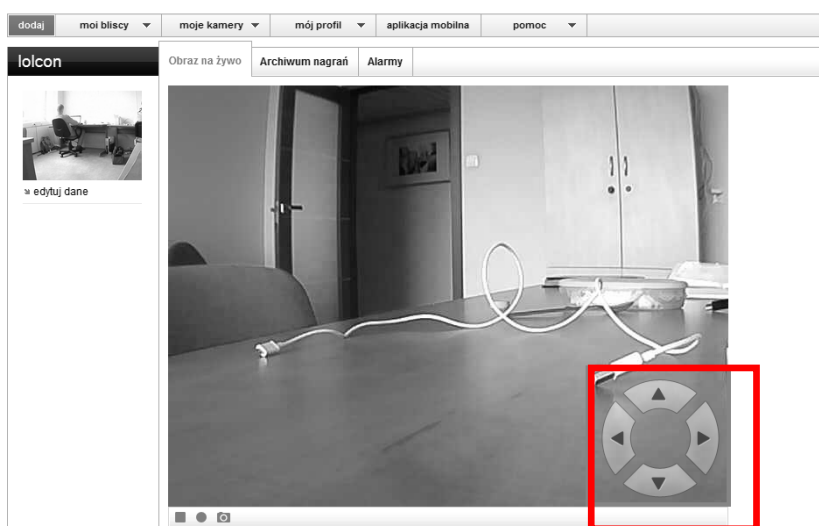 dodaj moi bliscy moje kamery mój profil aplikacja mobilna pomoc
lolcon Obraz na żywo Archiwum nagrań Alarmy
edytuj dane